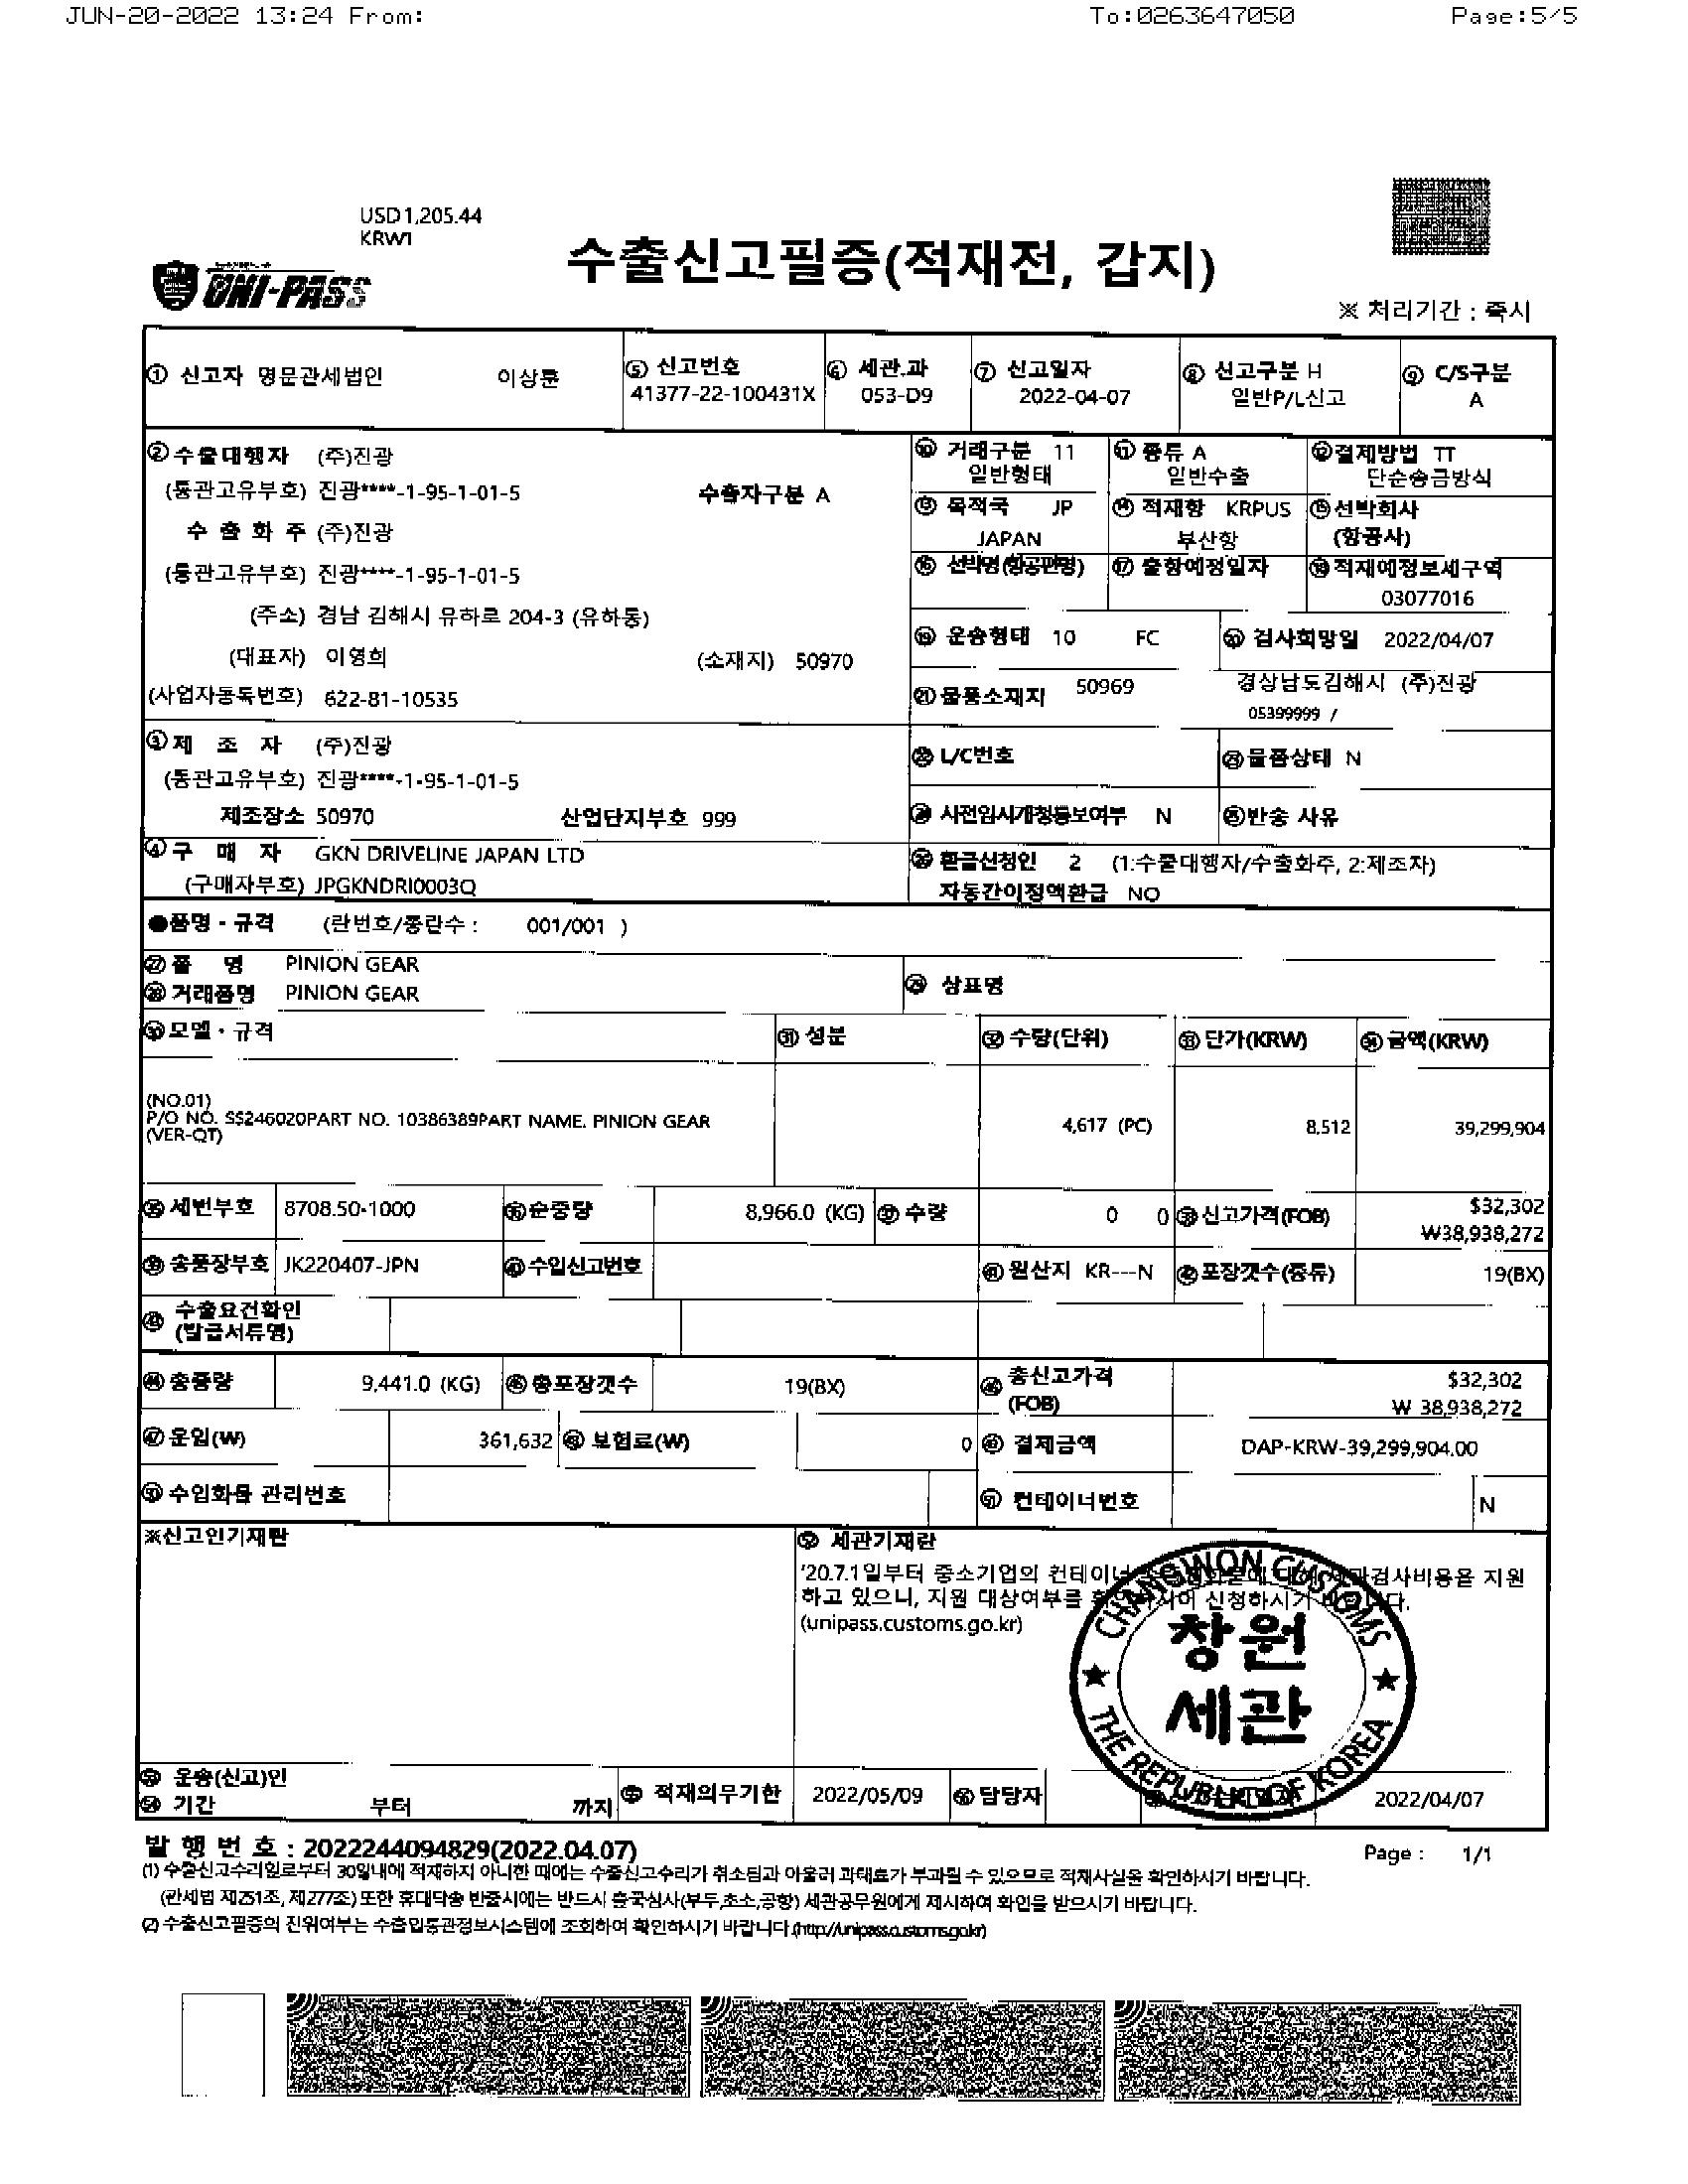 JUN-20-2022 13:24 From: To:0263647050 Page:5/5
USD 1,205.44
KRW1
UNI-PASS
수출신고필증(적재전, 갑지)
※ 처리기간 : 즉시
① 신고자 명문관세법인 이상훈
⑤ 신고번호
41377-22-100431X
⑥ 세관.과
053-D9
⑦ 신고일자
2022-04-07
⑧ 신고구분 H
일반P/L신고
⑨ C/S구분
A
② 수출대행자 (주)진광
(통관고유부호) 진광****-1-95-1-01-5 수출자구분 A
수 출 화 주 (주)진광
(통관고유부호) 진광****-1-95-1-01-5
(주소) 경남 김해시 유하로 204-3 (유하동)
(대표자) 이영희 (소재지) 50970
(사업자등록번호) 622-81-10535
⑩ 거래구분 11
일반형태
⑪ 종류 A
일반수출
⑫ 결제방법 TT
단순송금방식
⑬ 목적국 JP
JAPAN
⑭ 적재항 KRPUS
부산항
⑮ 선박회사
(항공사)
⑯ 선박명(항공편명)
⑰ 출항예정일자
⑱ 적재예정보세구역
03077016
⑲ 운송형태 10 FC
⑳ 검사희망일 2022/04/07
㉑ 물품소재지 50969 경상남도김해시 (주)진광
05399999 /
③ 제 조 자 (주)진광
(통관고유부호) 진광****-1-95-1-01-5
제조장소 50970 산업단지부호 999
㉒ L/C번호
㉓ 물품상태 N
㉔ 사전임시개청통보여부 N
㉕ 반송 사유
④ 구 매 자 GKN DRIVELINE JAPAN LTD
(구매자부호) JPGKNDRI0003Q
㉖ 환급신청인 2 (1:수출대행자/수출화주, 2:제조자)
자동간이정액환급 NO
●품명 · 규격 (란번호/총란수 : 001/001 )
㉗ 품 명 PINION GEAR
㉘ 거래품명 PINION GEAR
㉙ 상표명
㉚ 모델 · 규격
㉛ 성분
㉜ 수량(단위)
㉝ 단가(KRW)
㉞ 금액(KRW)
(NO.01)
P/O NO. SS246020PART NO. 10386389PART NAME. PINION GEAR
(VER-QT)
4,617 (PC) 8,512 39,299,904
㉟ 세번부호 8708.50-1000
㊱ 순중량 8,966.0 (KG)
㊲ 수량 0 0
㊳ 신고가격(FOB) $32,302
₩38,938,272
㊴ 송품장부호 JK220407-JPN
㊵ 수입신고번호
㊶ 원산지 KR---N
㊷ 포장갯수(종류) 19(BX)
㊸ 수출요건확인
(발급서류명)
㊹ 총중량 9,441.0 (KG)
㊺ 총포장갯수 19(BX)
㊻ 총신고가격
(FOB)
$32,302
₩ 38,938,272
㊼ 운임(₩) 361,632
㊽ 보험료(₩) 0
㊾ 결제금액 DAP-KRW-39,299,904.00
㊿ 수입화물 관리번호
컨테이너번호 N
※신고인기재란
세관기재란
'20.7.1일부터 중소기업의 세관검사비용을 지원
하고 있으니, 지원 대상여부를 신청하시기
(unipass.customs.go.kr)
CHANGWON CUSTOMS
창원
세관
THE REPUBLIC OF KOREA
운송(신고)인
기간 부터 까지
적재의무기한 2022/05/09
담당자
2022/04/07
발 행 번 호 : 2022244094829(2022.04.07)
Page : 1/1
(1) 수출신고수리일로부터 30일내에 적재하지 아니한 때에는 수출신고수리가 취소됨과 아울러 과태료가 부과될 수 있으므로 적재사실을 확인하시기 바랍니다.
(관세법 제251조, 제277조) 또한 휴대탁송 반출시에는 반드시 출국심사(부두,초소,공항) 세관공무원에게 제시하여 확인을 받으시기 바랍니다.
(2) 수출신고필증의 진위여부는 수출입통관정보시스템에 조회하여 확인하시기 바랍니다.(http://unipass.customs.go.kr)